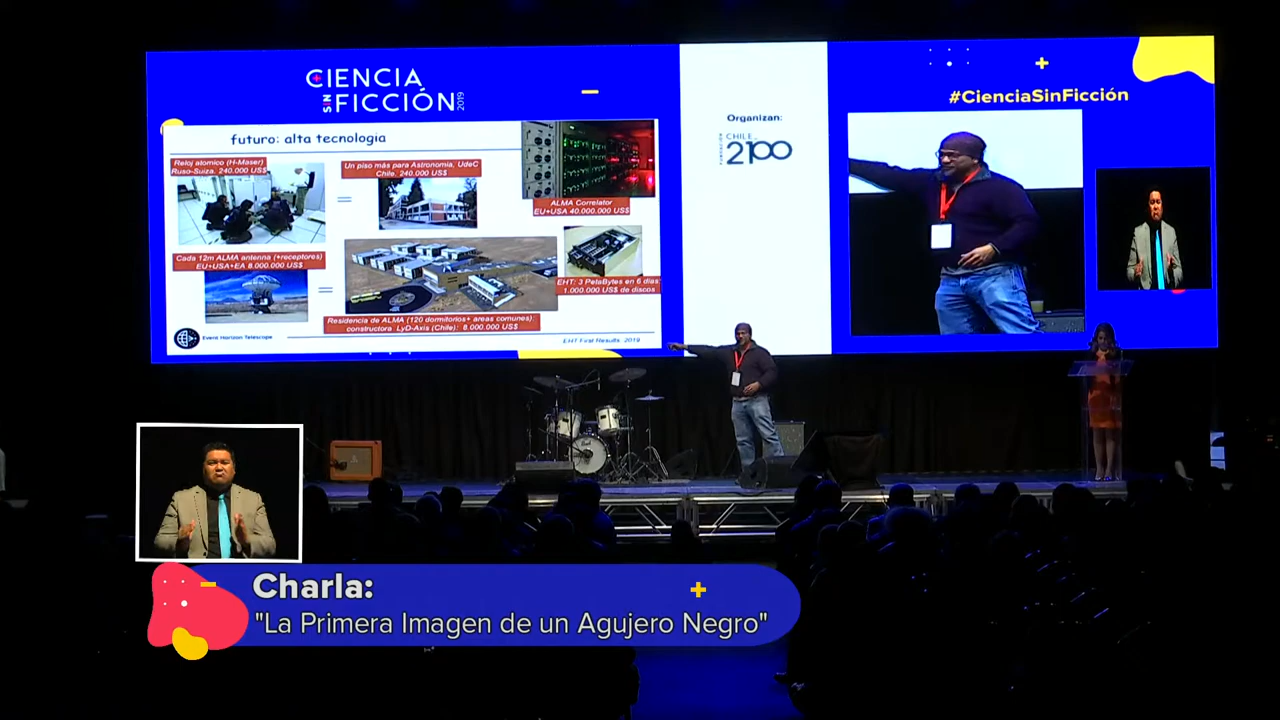 CIENCIA
SIN FICCIÓN 2019
futuro: alta tecnologia
Reloj atomico (H-Maser)
Ruso-Suiza. 240.000 US$
Un piso más para Astronomía, UdeC
Chile. 240.000 US$
ALMA Correlator
EU+USA 40.000.000 US$
Cada 12m ALMA antenna (+receptores)
EU+USA+EA 8.000.000 US$
EHT: 3 PetaBytes en 6 dias:
1.000.000 US$ de discos
Residencia de ALMA (120 dormitorios+ areas comunes):
constructora LyD-Axis (Chile): 8.000.000 US$
Event Horizon Telescope
EHT First Results 2019
Organizan:
CHILE
2100
#CienciaSinFicción
Charla:
"La Primera Imagen de un Agujero Negro"